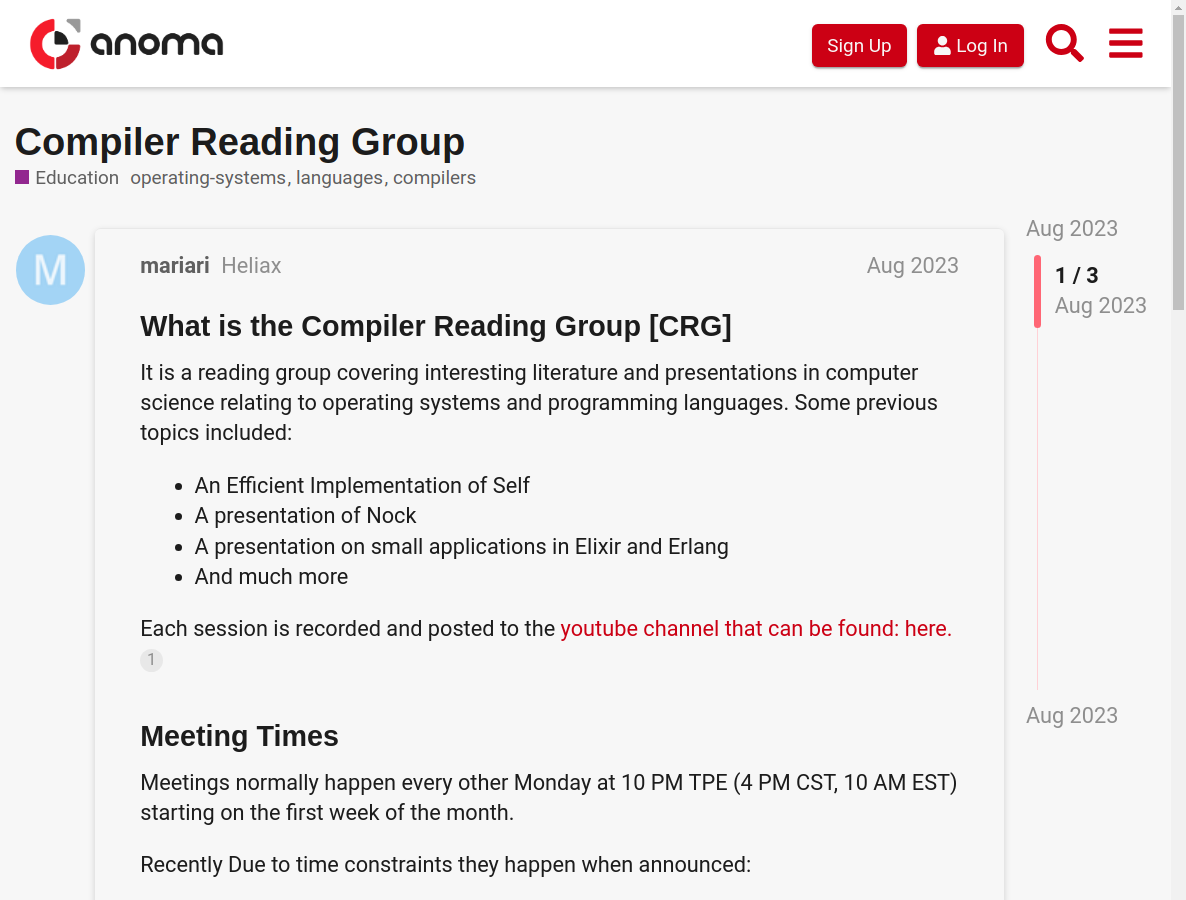 anoma
Sign Up
Log In
Compiler Reading Group
Education operating-systems, languages, compilers
Aug 2023
M
mariari Heliax Aug 2023
1 / 3
Aug 2023
What is the Compiler Reading Group [CRG]
It is a reading group covering interesting literature and presentations in computer
science relating to operating systems and programming languages. Some previous
topics included:
• An Efficient Implementation of Self
• A presentation of Nock
• A presentation on small applications in Elixir and Erlang
• And much more
Each session is recorded and posted to the youtube channel that can be found: here.
1
Aug 2023
Meeting Times
Meetings normally happen every other Monday at 10 PM TPE (4 PM CST, 10 AM EST)
starting on the first week of the month.
Recently Due to time constraints they happen when announced: